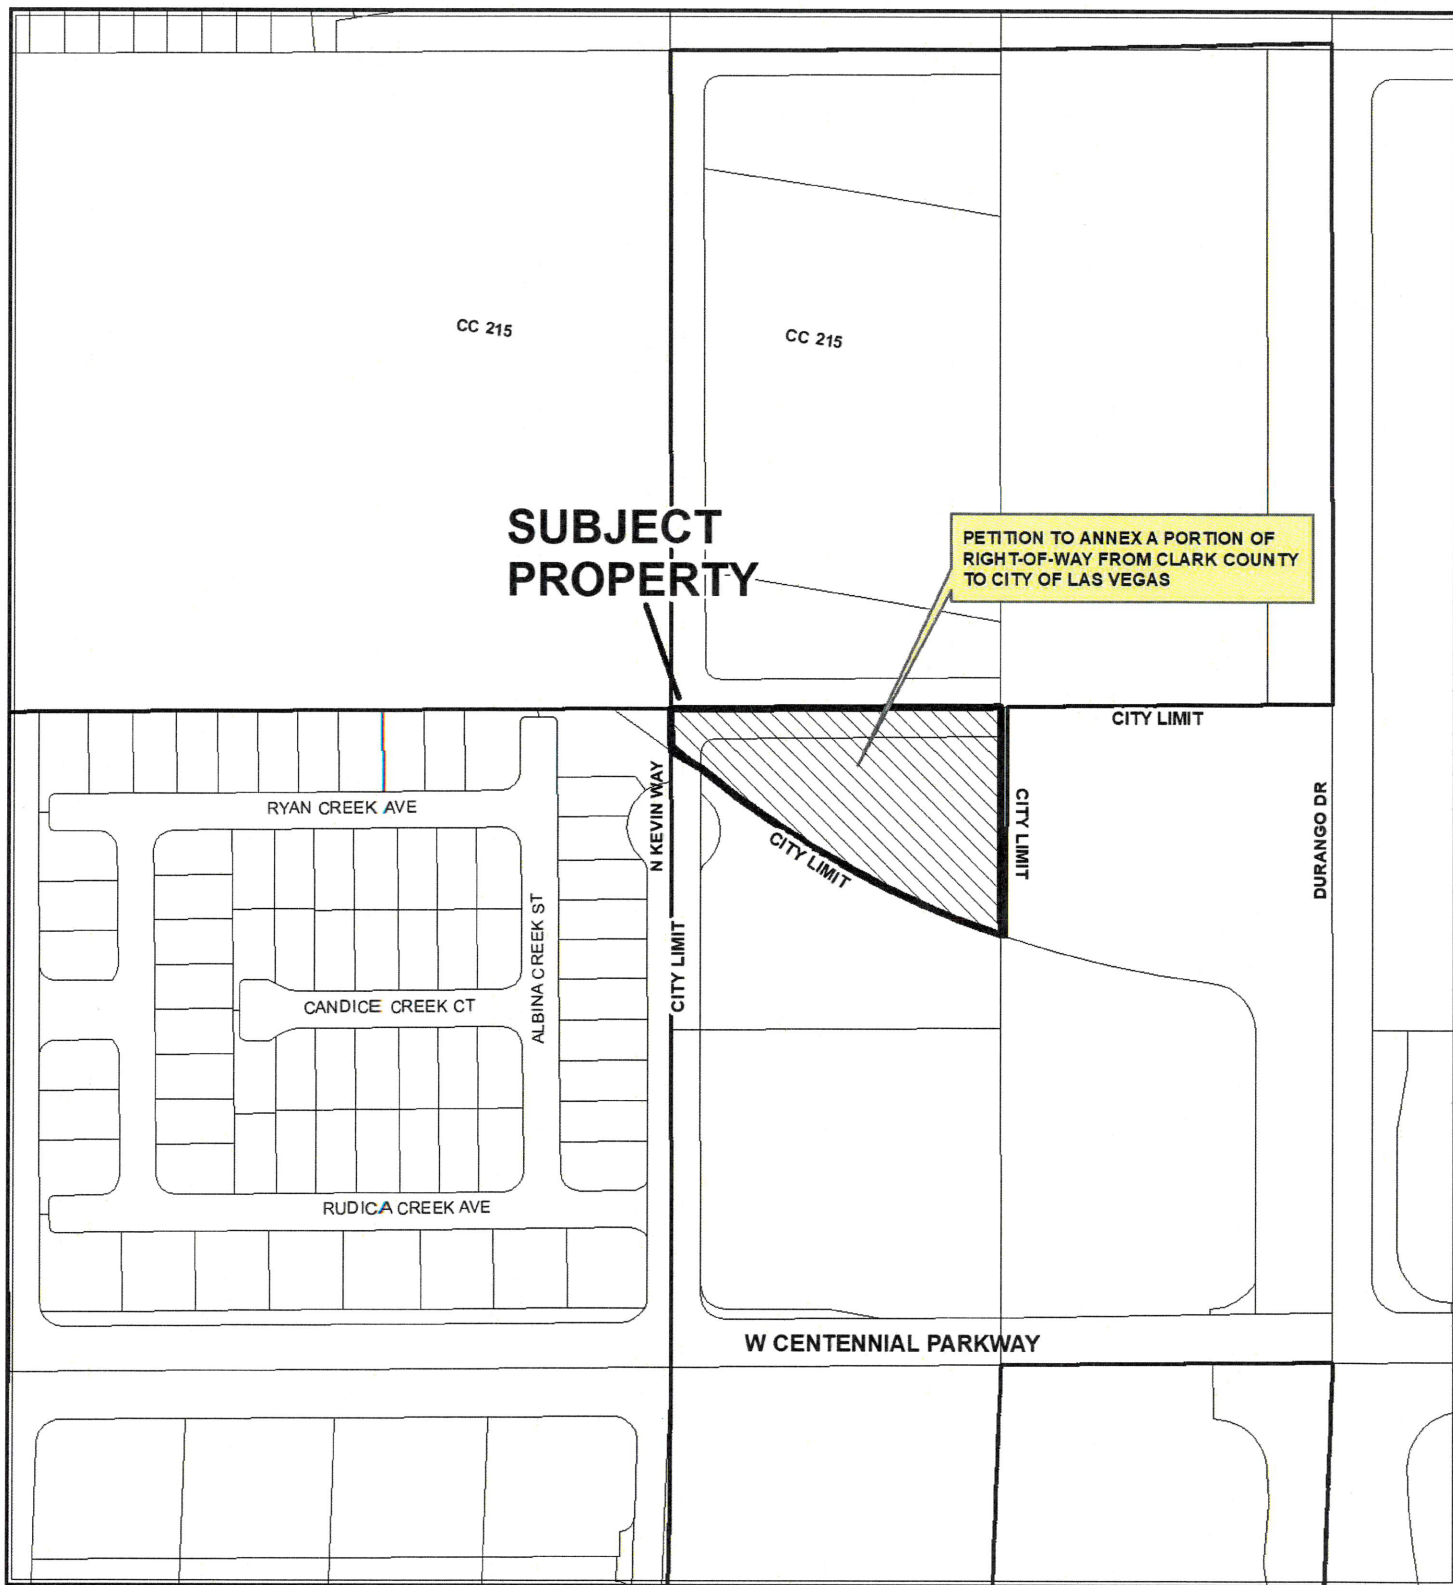 CC 215
CC 215
SUBJECT
PROPERTY
PETITION TO ANNEX A PORTION OF
RIGHT-OF-WAY FROM CLARK COUNTY
TO CITY OF LAS VEGAS
CITY LIMIT
RYAN CREEK AVE
N KEVIN WAY
CITY LIMIT
CITY LIMIT
DURANGO DR
ALBINA CREEK ST
CITY LIMIT
CANDICE CREEK CT
RUDICA CREEK AVE
W CENTENNIAL PARKWAY